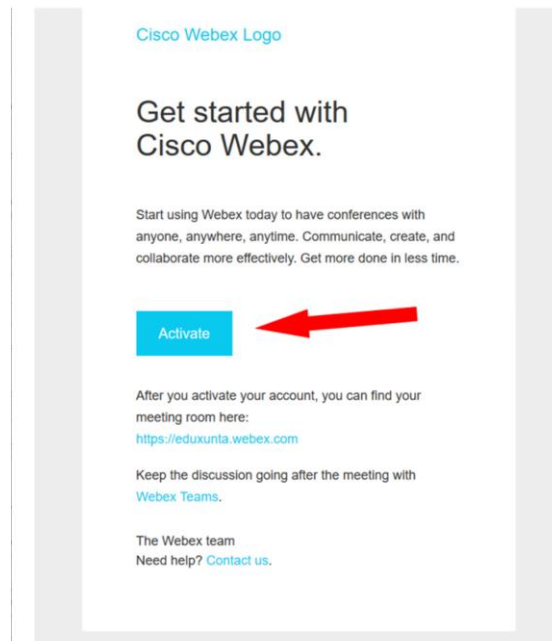 Cisco Webex Logo
Get started with
Cisco Webex.
Start using Webex today to have conferences with
anyone, anywhere, anytime. Communicate, create, and
collaborate more effectively. Get more done in less time.
Activate
After you activate your account, you can find your
meeting room here:
https://eduxunta.webex.com
Keep the discussion going after the meeting with
Webex Teams.
The Webex team
Need help? Contact us.